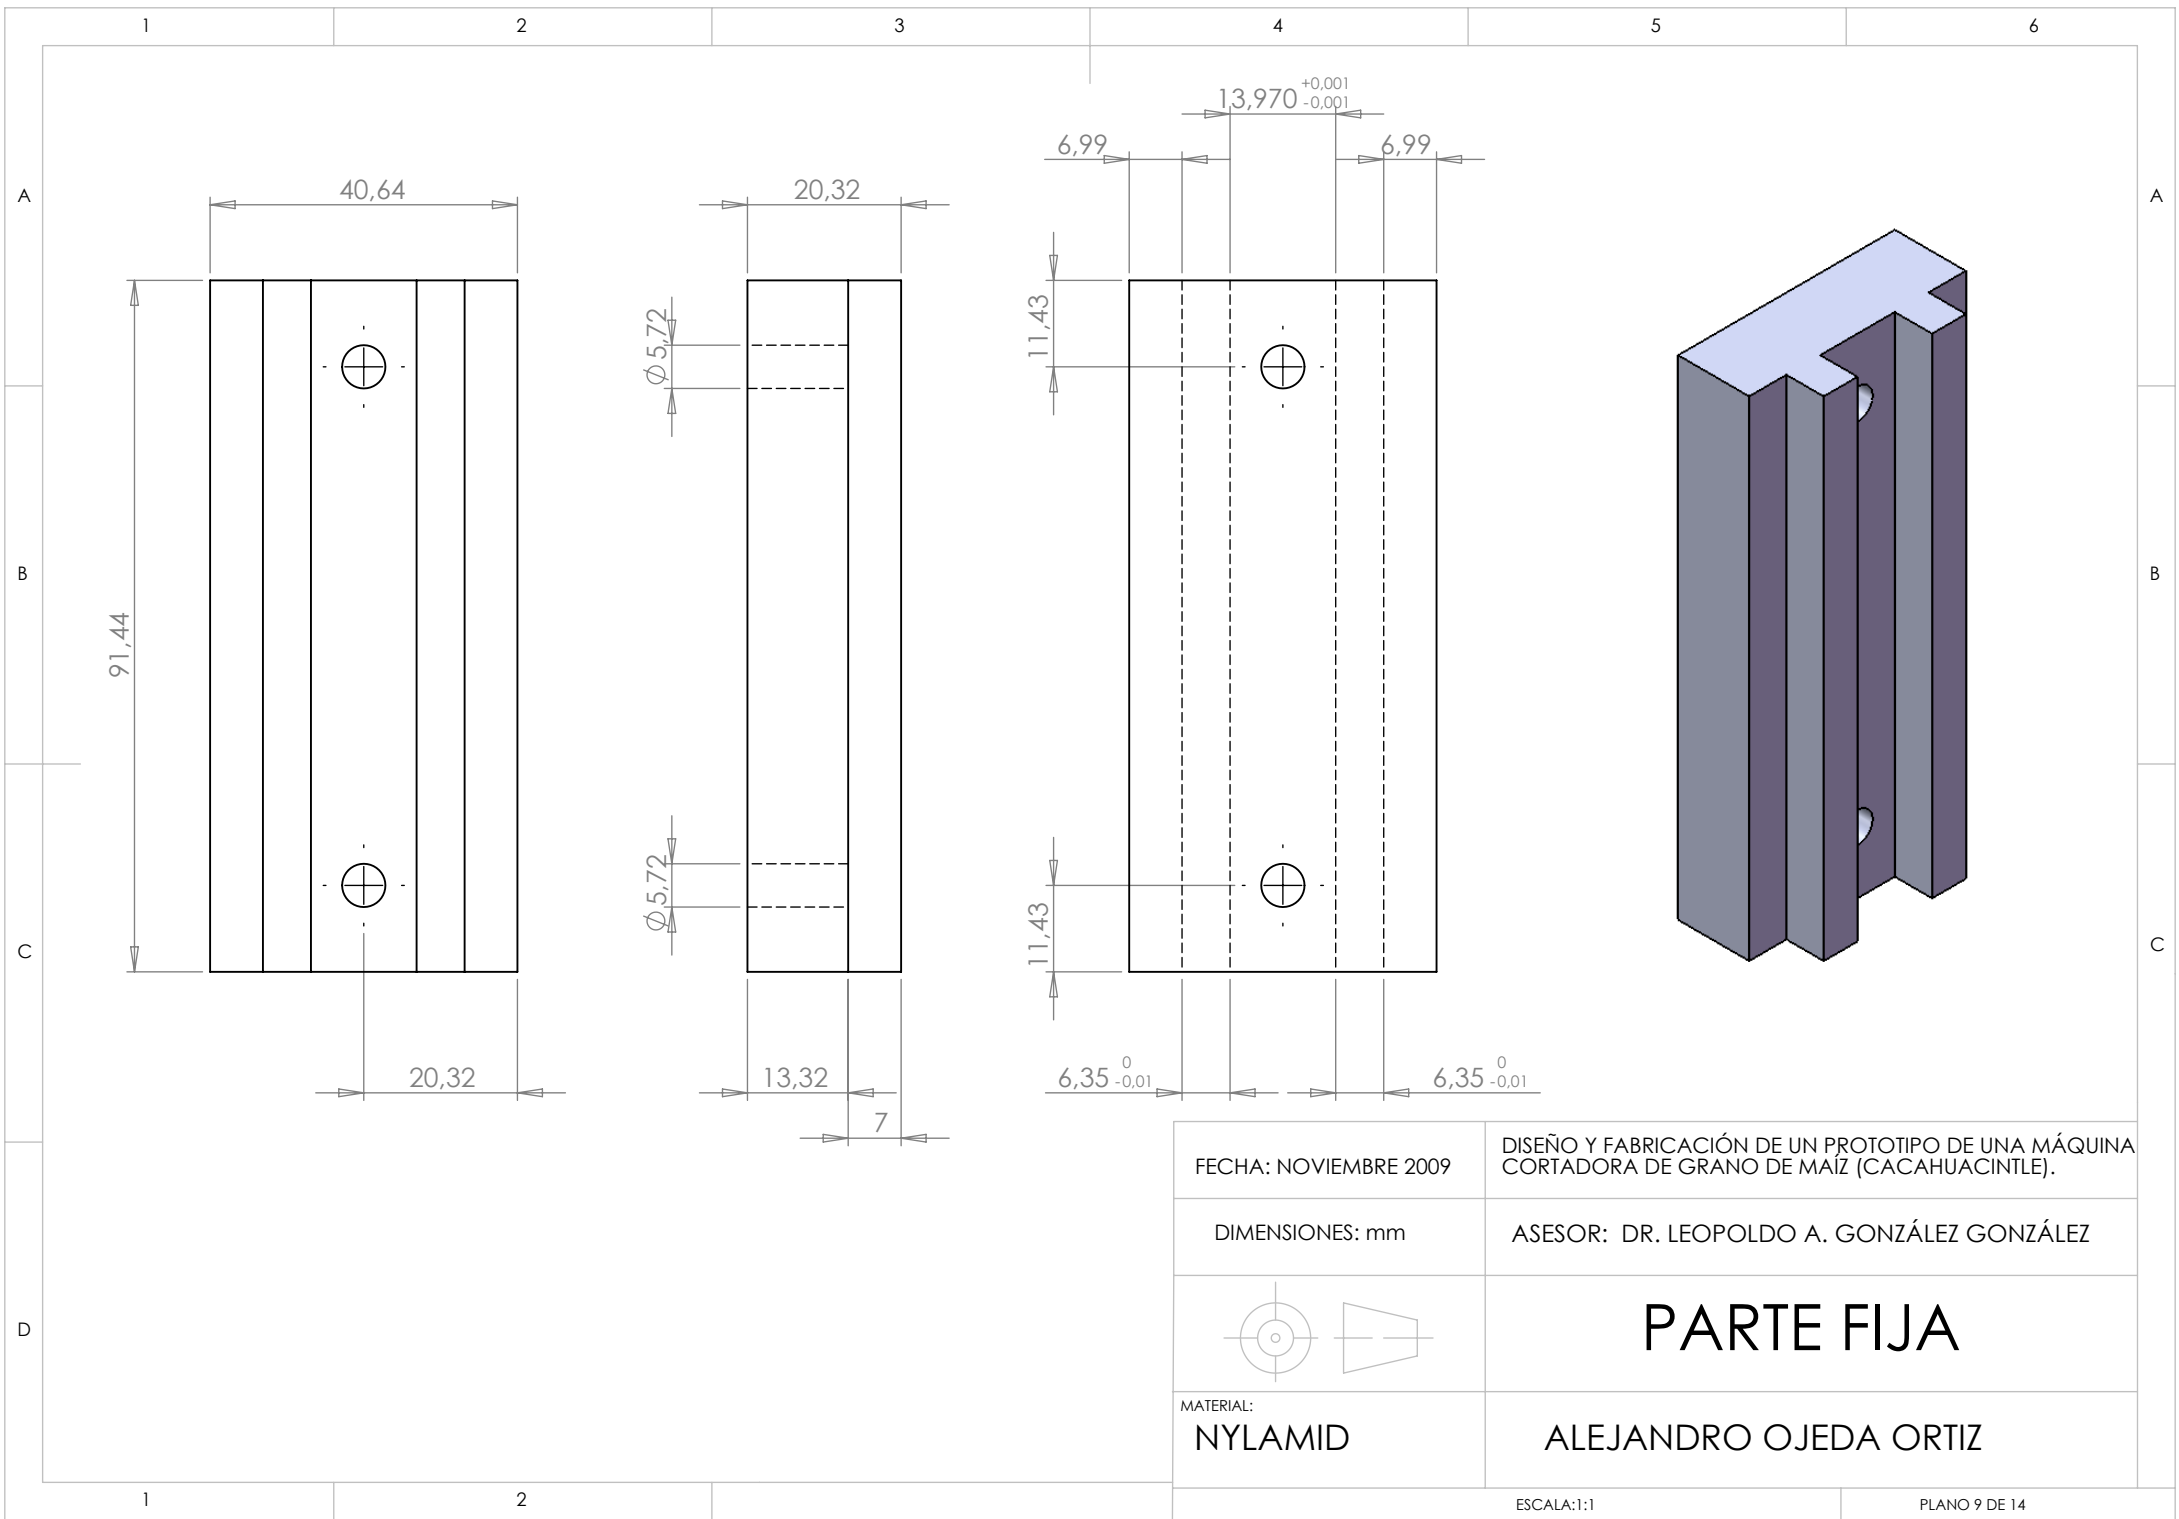 1 2 3 4 5 6
A A
B B
C C
D
1 2
40,64
91,44
20,32
20,32
Ø5,72
Ø5,72
13,32
7
13,970 +0,001 -0,001
6,99 6,99
11,43
11,43
6,35 0 -0,01
6,35 0 -0,01
FECHA: NOVIEMBRE 2009
DISEÑO Y FABRICACIÓN DE UN PROTOTIPO DE UNA MÁQUINA
CORTADORA DE GRANO DE MAÍZ (CACAHUACINTLE).
DIMENSIONES: mm
ASESOR: DR. LEOPOLDO A. GONZÁLEZ GONZÁLEZ
PARTE FIJA
MATERIAL:
NYLAMID
ALEJANDRO OJEDA ORTIZ
ESCALA:1:1
PLANO 9 DE 14